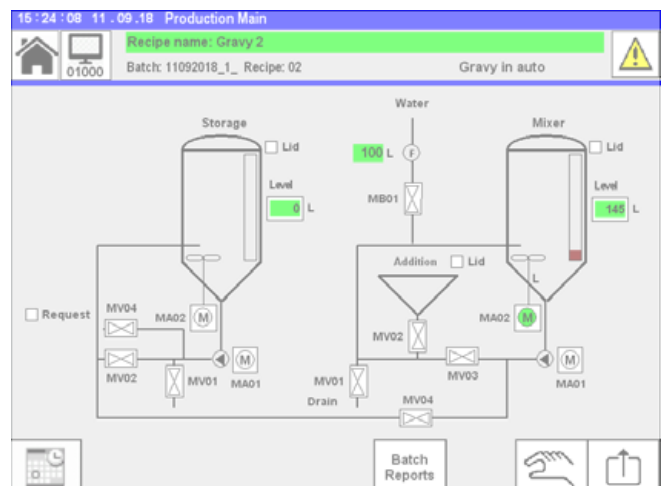 15:24:08 11.09.18 Production Main
01000
Recipe name: Gravy 2
Batch: 11092018_1_ Recipe: 02 Gravy in auto
Water
Storage
Mixer
Lid
Lid
100 L
F
Level
Level
0 L
145 L
MB01
Addition
Lid
L
Request
MV04
MA02
M
MA02
M
MV02
MV02
MV01
M
MA01
MV01
MV03
M
MA01
Drain
MV04
Batch
Reports